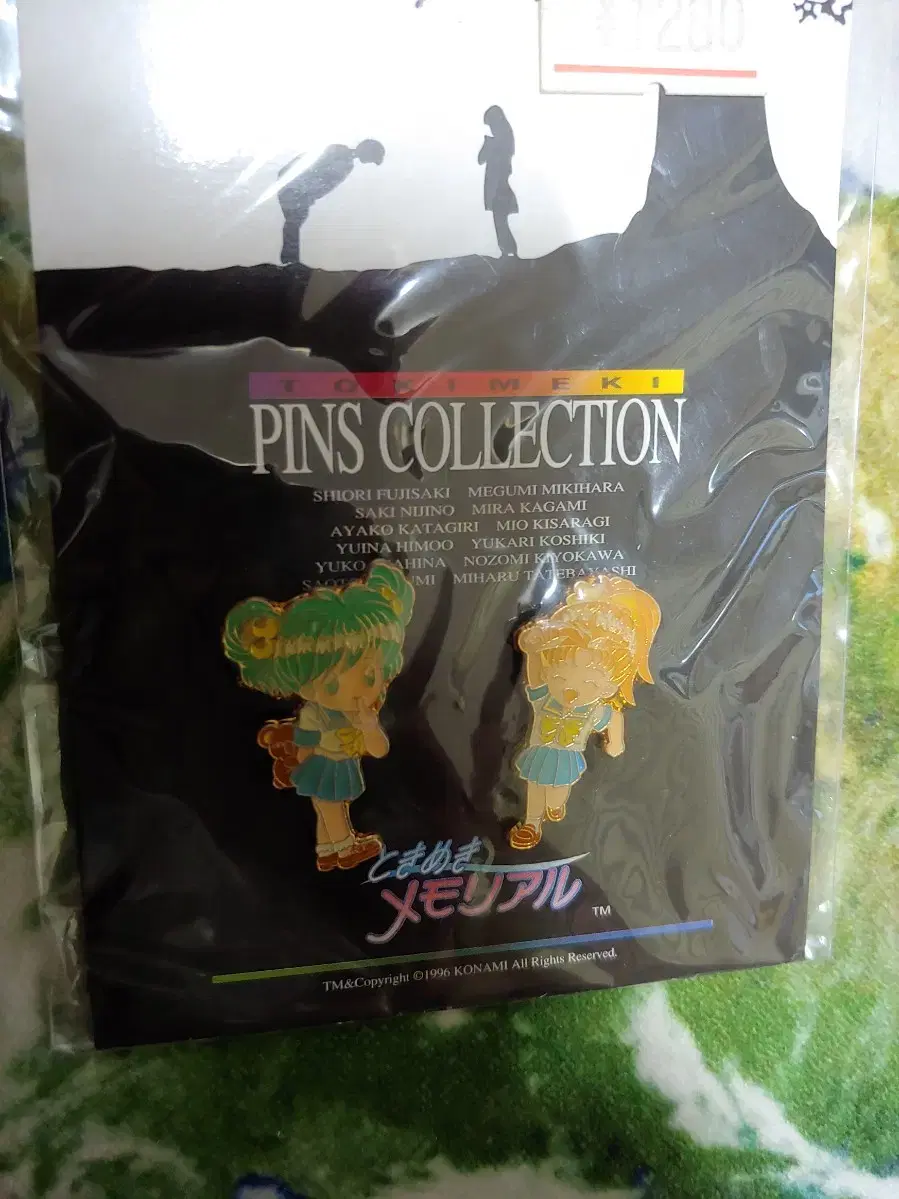 TOKIMEKI
PINS COLLECTION
SHIORI FUJISAKI MEGUMI MIKIHARA
SAKI NIJINO MIRA KAGAMI
AYAKO KATAGIRI MIO KISARAGI
YUINA HIMOO YUKARI KOSHIKI
YUKO NOZOMI KIYOKAWA
MIHARU TATEBAYASHI
ときめき
メモリアル
TM
TM&Copyright ©1996 KONAMI All Rights Reserved.